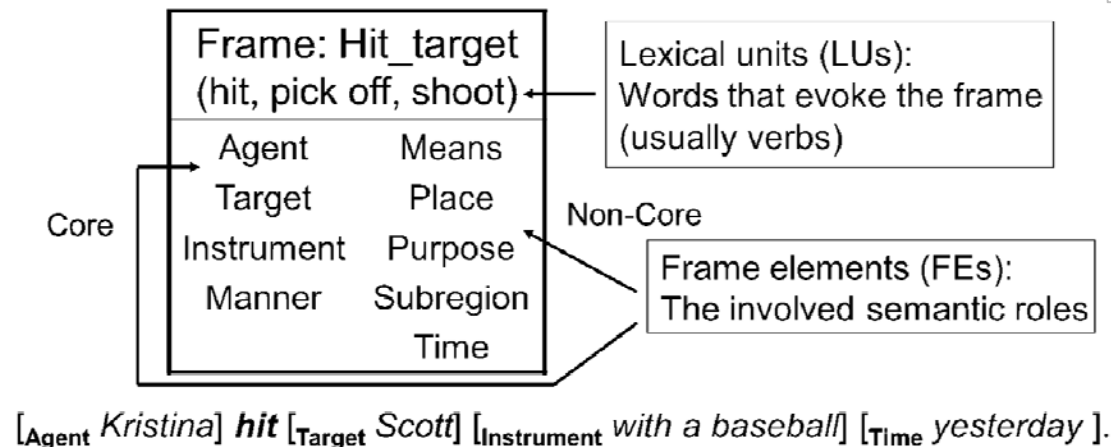 Frame: Hit_target
(hit, pick off, shoot)
Lexical units (LUs):
Words that evoke the frame
(usually verbs)
Agent Means
Target Place
Instrument Purpose
Manner Subregion
Time
Core
Non-Core
Frame elements (FEs):
The involved semantic roles
[Agent Kristina] hit [Target Scott] [Instrument with a baseball] [Time yesterday ].